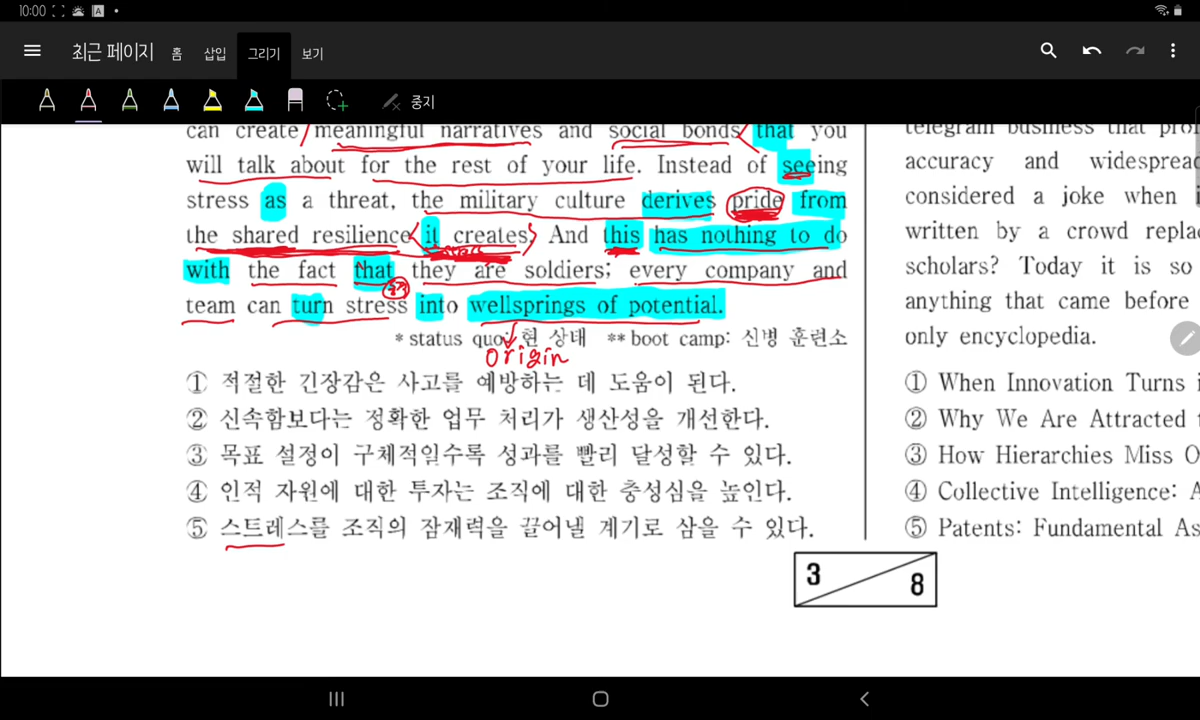 10:00
최근 페이지 홈 삽입 그리기 보기
중지
can create meaningful narratives and social bonds that you
will talk about for the rest of your life. Instead of seeing
stress as a threat, the military culture derives pride from
the shared resilience it creates. And this has nothing to do
with the fact that they are soldiers; every company and
동격
team can turn stress into wellsprings of potential.
* status quo: 현 상태 ** boot camp: 신병 훈련소
origin
① 적절한 긴장감은 사고를 예방하는 데 도움이 된다.
② 신속함보다는 정확한 업무 처리가 생산성을 개선한다.
③ 목표 설정이 구체적일수록 성과를 빨리 달성할 수 있다.
④ 인적 자원에 대한 투자는 조직에 대한 충성심을 높인다.
⑤ 스트레스를 조직의 잠재력을 끌어낼 계기로 삼을 수 있다.
3 8
telegram business that
accuracy and widespread
considered a joke when
written by a crowd
scholars? Today it is so
anything that came before
only encyclopedia.
① When Innovation Turns
② Why We Are Attracted
③ How Hierarchies Miss
④ Collective Intelligence:
⑤ Patents: Fundamental